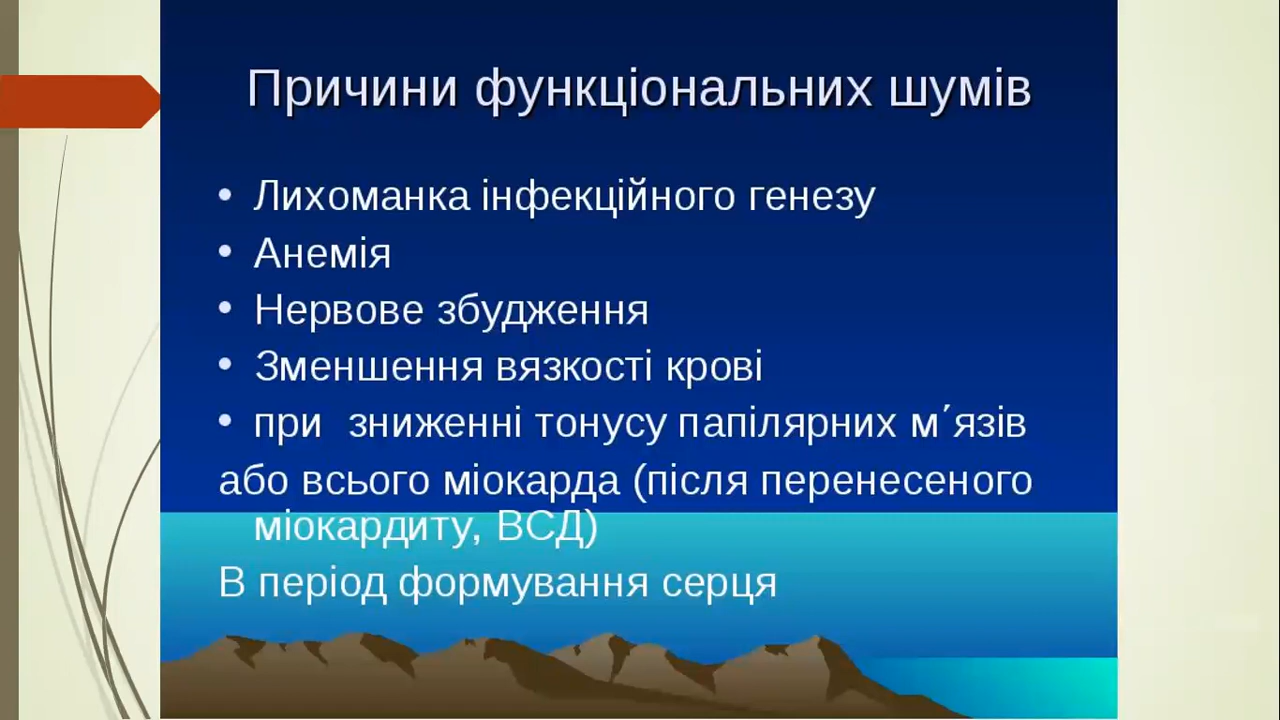 Причини функціональних шумів
• Лихоманка інфекційного генезу
• Анемія
• Нервове збудження
• Зменшення вязкості крові
• при  зниженні тонусу папілярних м΄язів
або всього міокарда (після перенесеного
міокардиту, ВСД)
В період формування серця